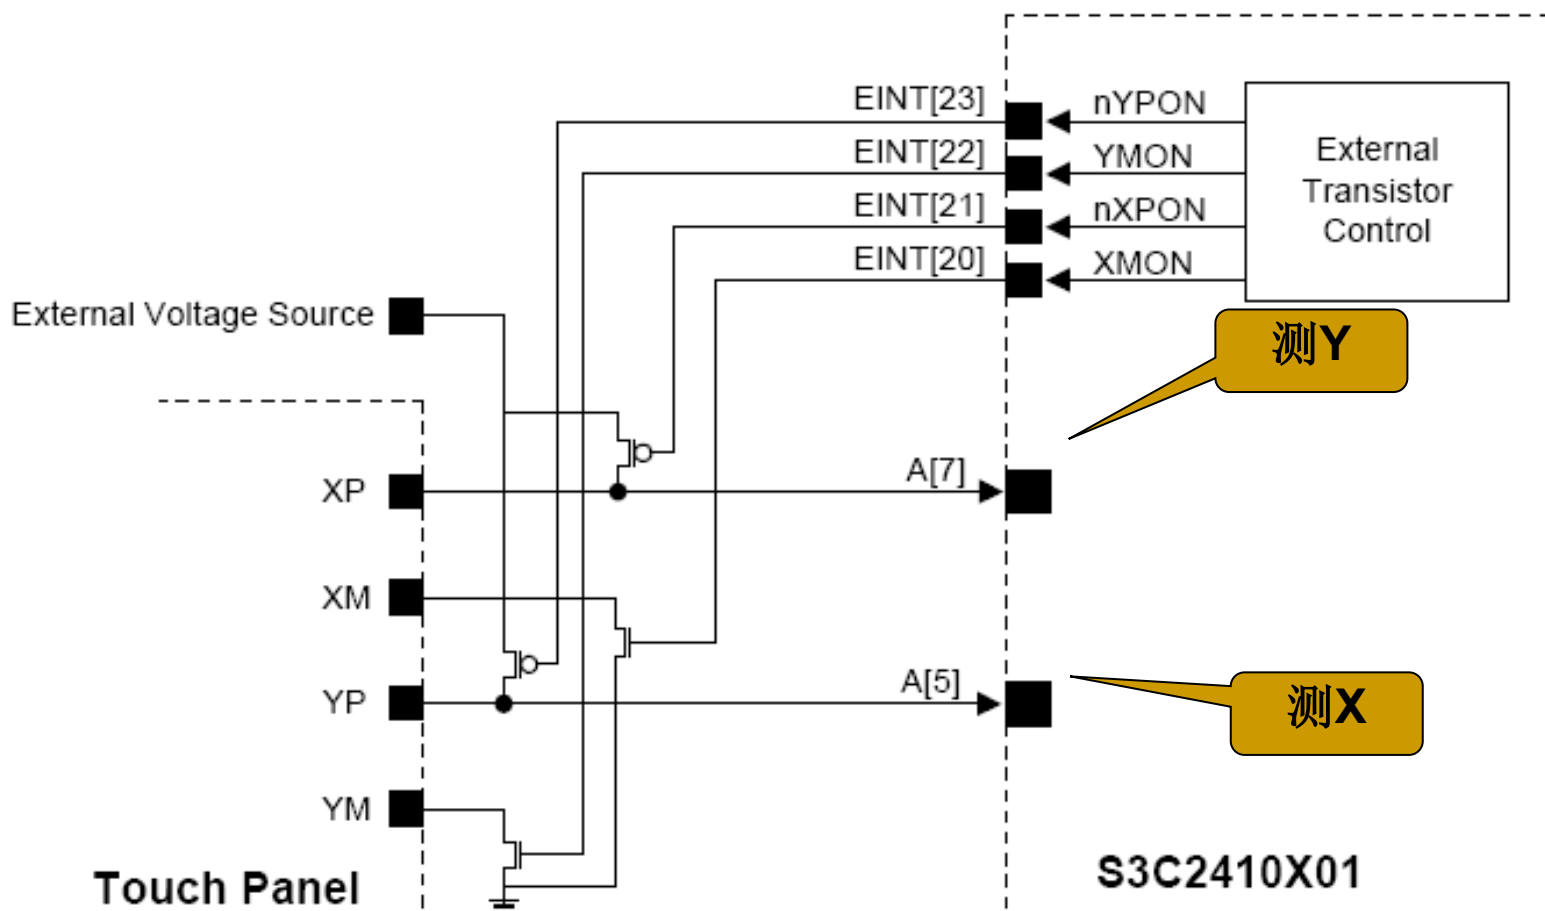 EINT[23]
nYPON
EINT[22]
YMON
EINT[21]
nXPON
EINT[20]
XMON
External
Transistor
Control
External Voltage Source
测Y
XP
A[7]
XM
YP
A[5]
测X
YM
Touch Panel
S3C2410X01